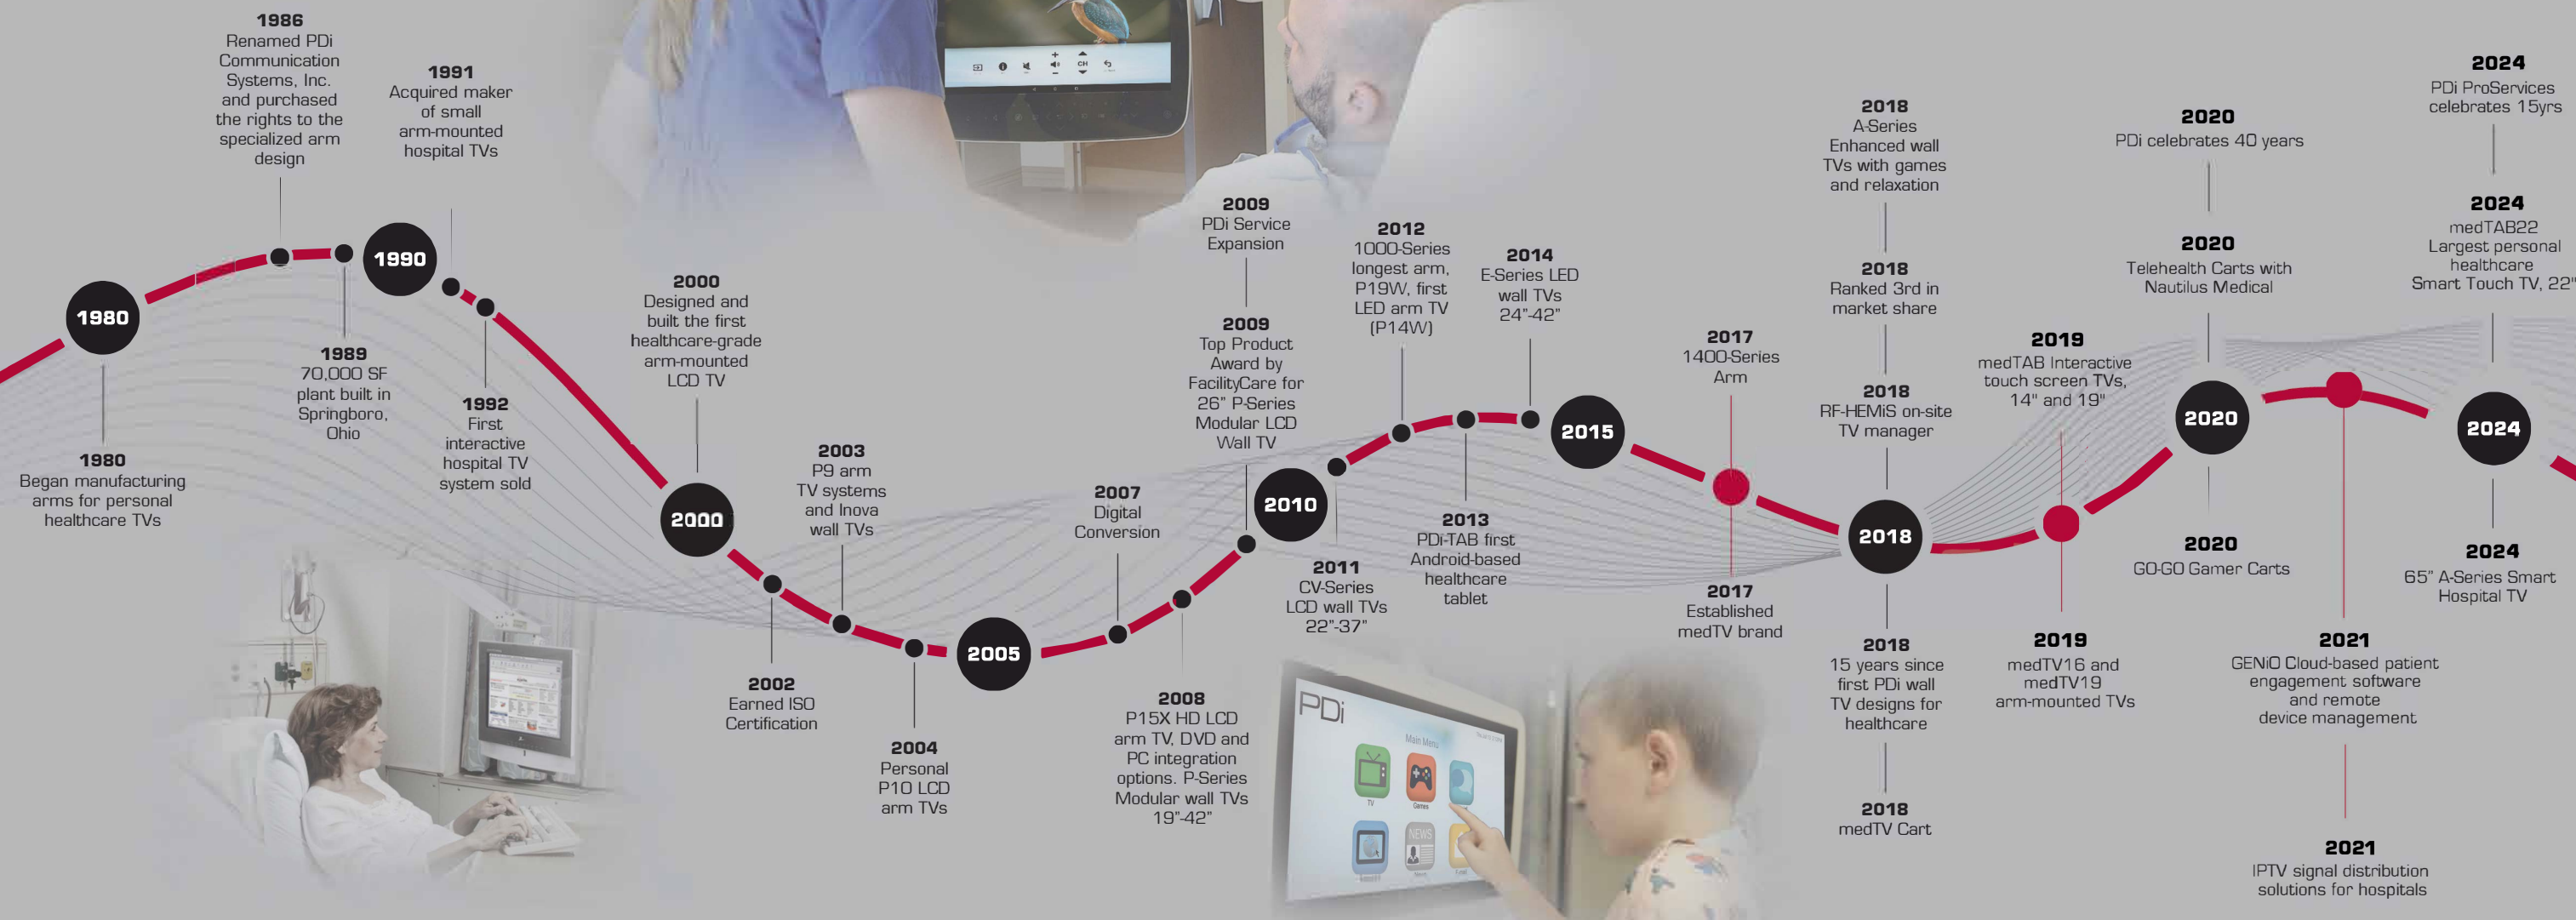 1986
Renamed PDi
Communication
Systems, Inc.
and purchased
the rights to the
specialized arm
design
1991
Acquired maker
of small
arm-mounted
hospital TVs
1980
1990
1980
Began manufacturing
arms for personal
healthcare TVs
1989
70,000 SF
plant built in
Springboro,
Ohio
1992
First
interactive
hospital TV
system sold
2000
Designed and
built the first
healthcare-grade
arm-mounted
LCD TV
2000
2002
Earned ISO
Certification
2003
P9 arm
TV systems
and Inova
wall TVs
2004
Personal
P10 LCD
arm TVs
2005
2007
Digital
Conversion
2008
P15X HD LCD
arm TV, DVD and
PC integration
options. P-Series
Modular wall TVs
19"-42"
2009
PDi Service
Expansion
2009
Top Product
Award by
FacilityCare for
26" P-Series
Modular LCD
Wall TV
2010
2011
CV-Series
LCD wall TVs
22"-37"
2012
1000-Series
longest arm,
P19W, first
LED arm TV
(P14W)
2013
PDi-TAB first
Android-based
healthcare
tablet
2014
E-Series LED
wall TVs
24"-42"
2015
2017
1400-Series
Arm
2017
Established
medTV brand
2018
A-Series
Enhanced wall
TVs with games
and relaxation
2018
Ranked 3rd in
market share
2018
RF-HEMiS on-site
TV manager
2018
2018
15 years since
first PDi wall
TV designs for
healthcare
2018
medTV Cart
2019
medTAB Interactive
touch screen TVs,
14" and 19"
2019
medTV16 and
medTV19
arm-mounted TVs
2020
PDi celebrates 40 years
2020
Telehealth Carts with
Nautilus Medical
2020
2020
GO-GO Gamer Carts
2021
GENiO Cloud-based patient
engagement software
and remote
device management
2021
IPTV signal distribution
solutions for hospitals
2024
PDi ProServices
celebrates 15yrs
2024
medTAB22
Largest personal
healthcare
Smart Touch TV, 22"
2024
2024
65" A-Series Smart
Hospital TV
CH
PDi
Main Menu
TV
Games
NEWS